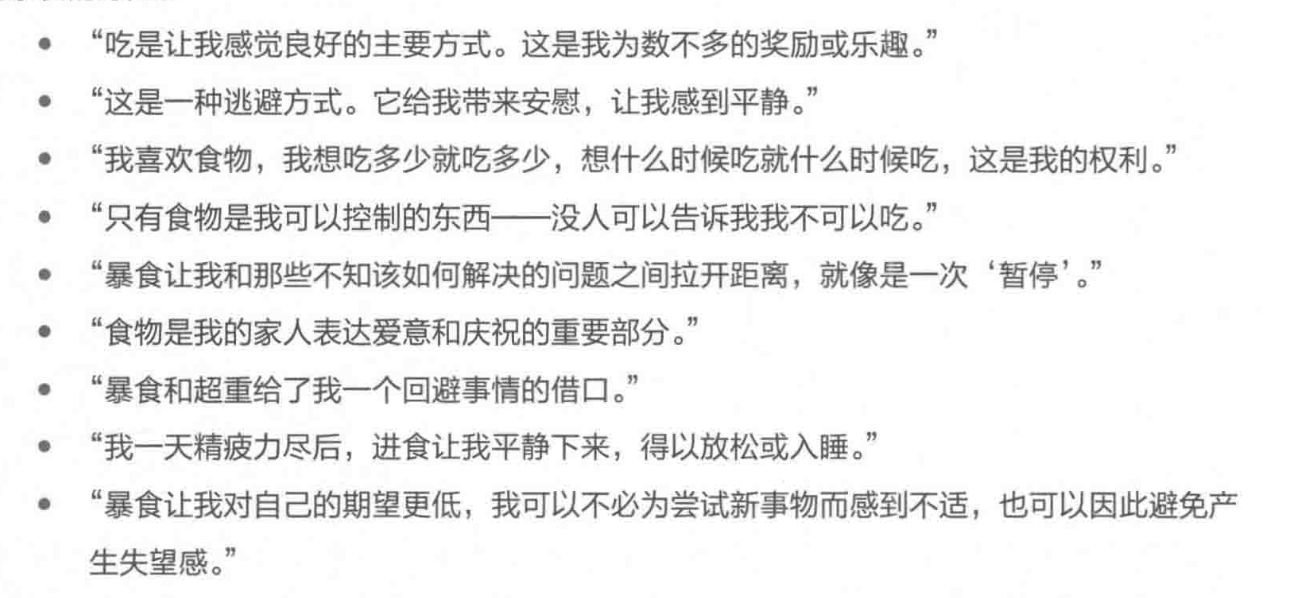 • “吃是让我感觉良好的主要方式。这是我为数不多的奖励或乐趣。”
• “这是一种逃避方式。它给我带来安慰，让我感到平静。”
• “我喜欢食物，我想吃多少就吃多少，想什么时候吃就什么时候吃，这是我的权利。”
• “只有食物是我可以控制的东西——没人可以告诉我我不可以吃。”
• “暴食让我和那些不知该如何解决的问题之间拉开距离，就像是一次‘暂停’。”
• “食物是我的家人表达爱意和庆祝的重要部分。”
• “暴食和超重给了我一个回避事情的借口。”
• “我一天精疲力尽后，进食让我平静下来，得以放松或入睡。”
• “暴食让我对自己的期望更低，我可以不必为尝试新事物而感到不适，也可以因此避免产
生失望感。”